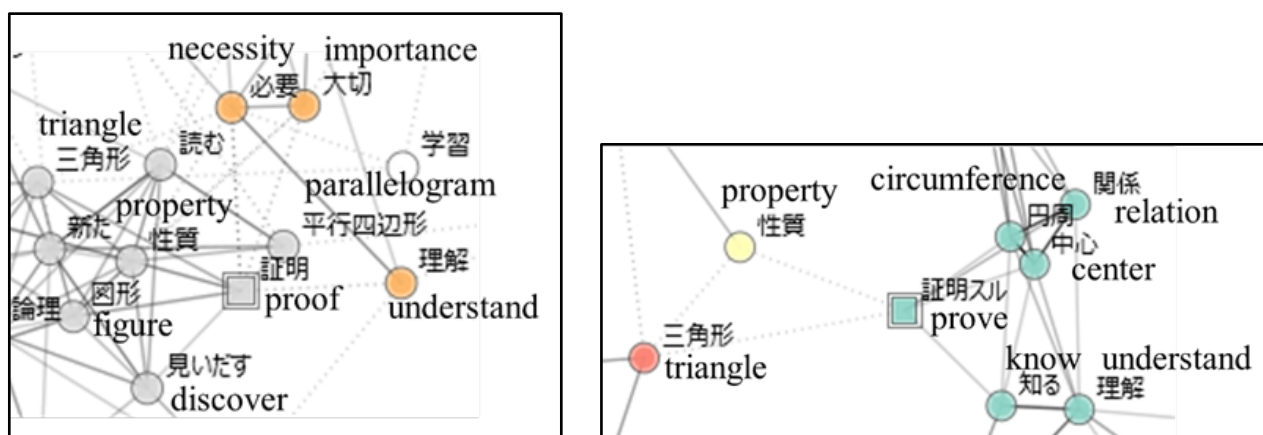 necessity importance
必要 大切
triangle
三角形 読む 学習
parallelogram
property
新た 性質 平行四辺形
証明 理解
proof
understand
論理 図形
figure
見いだす
discover
circumference 関係
property
性質 円周 relation
中心
center
証明スル
prove
三角形
triangle
know understand
知る 理解